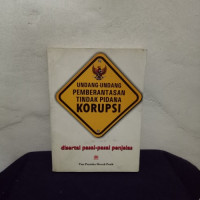 UNDANG-UNDANG
PEMBERANTASAN
TINDAK PIDANA
KORUPSI
disertai pasal-pasal penjelas